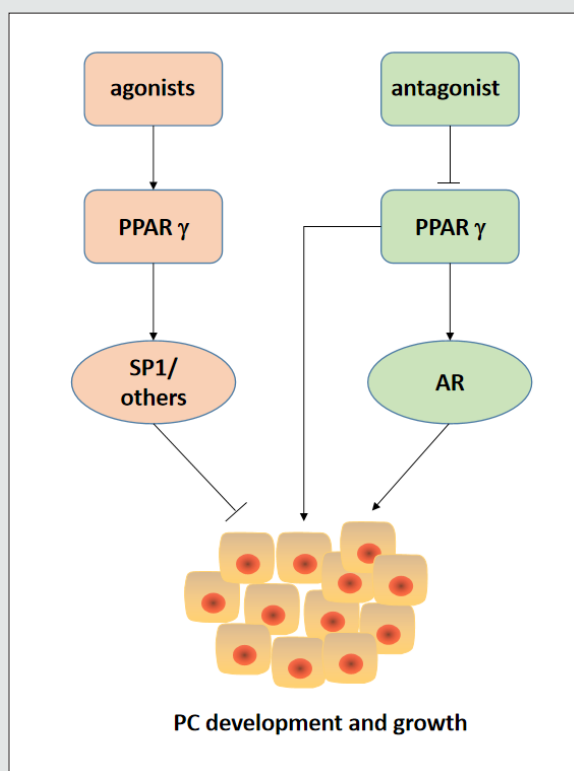 agonists
antagonist
PPAR γ
PPAR γ
SP1/
others
AR
PC development and growth